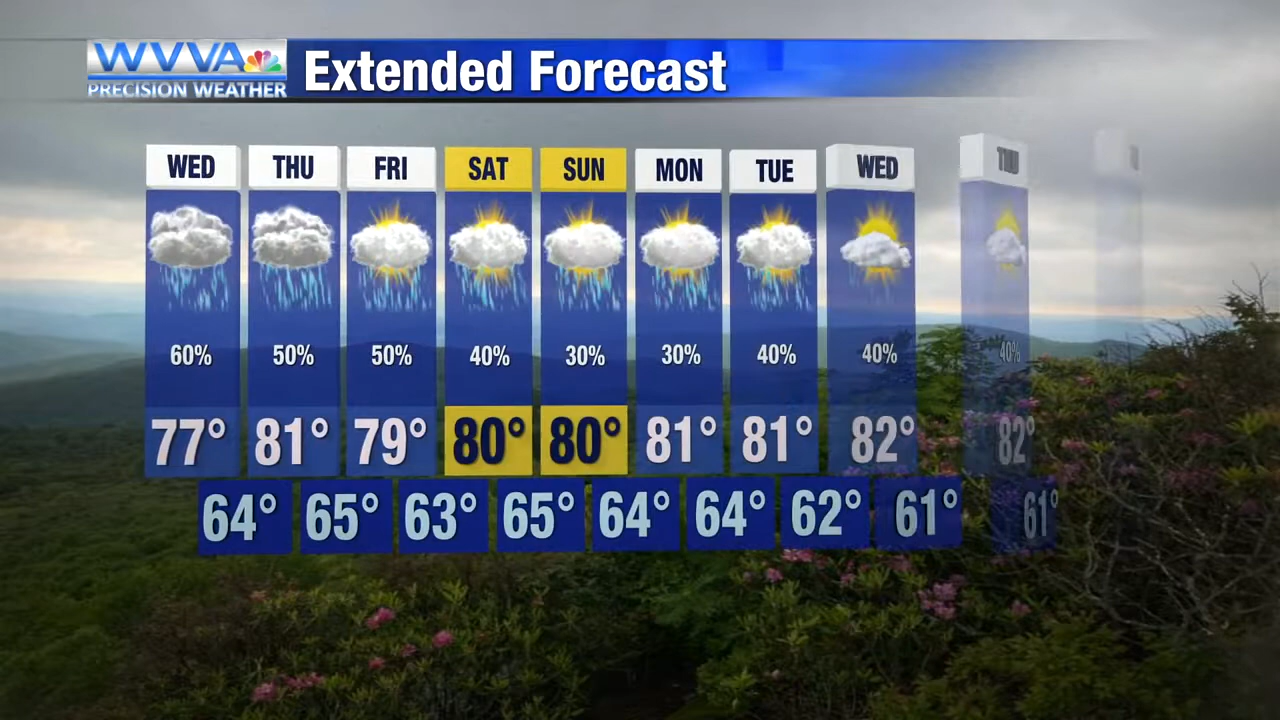 WVVA
PRECISION WEATHER
Extended Forecast
WED THU FRI SAT SUN MON TUE WED THU
60% 50% 50% 40% 30% 30% 40% 40% 40%
77° 81° 79° 80° 80° 81° 81° 82° 82°
64° 65° 63° 65° 64° 64° 62° 61° 61°